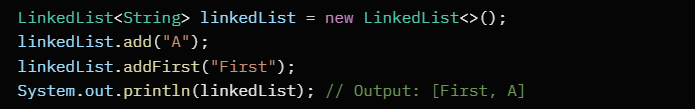 LinkedList<String> linkedList = new LinkedList<>();
linkedList.add("A");
linkedList.addFirst("First");
System.out.println(linkedList); // Output: [First, A]